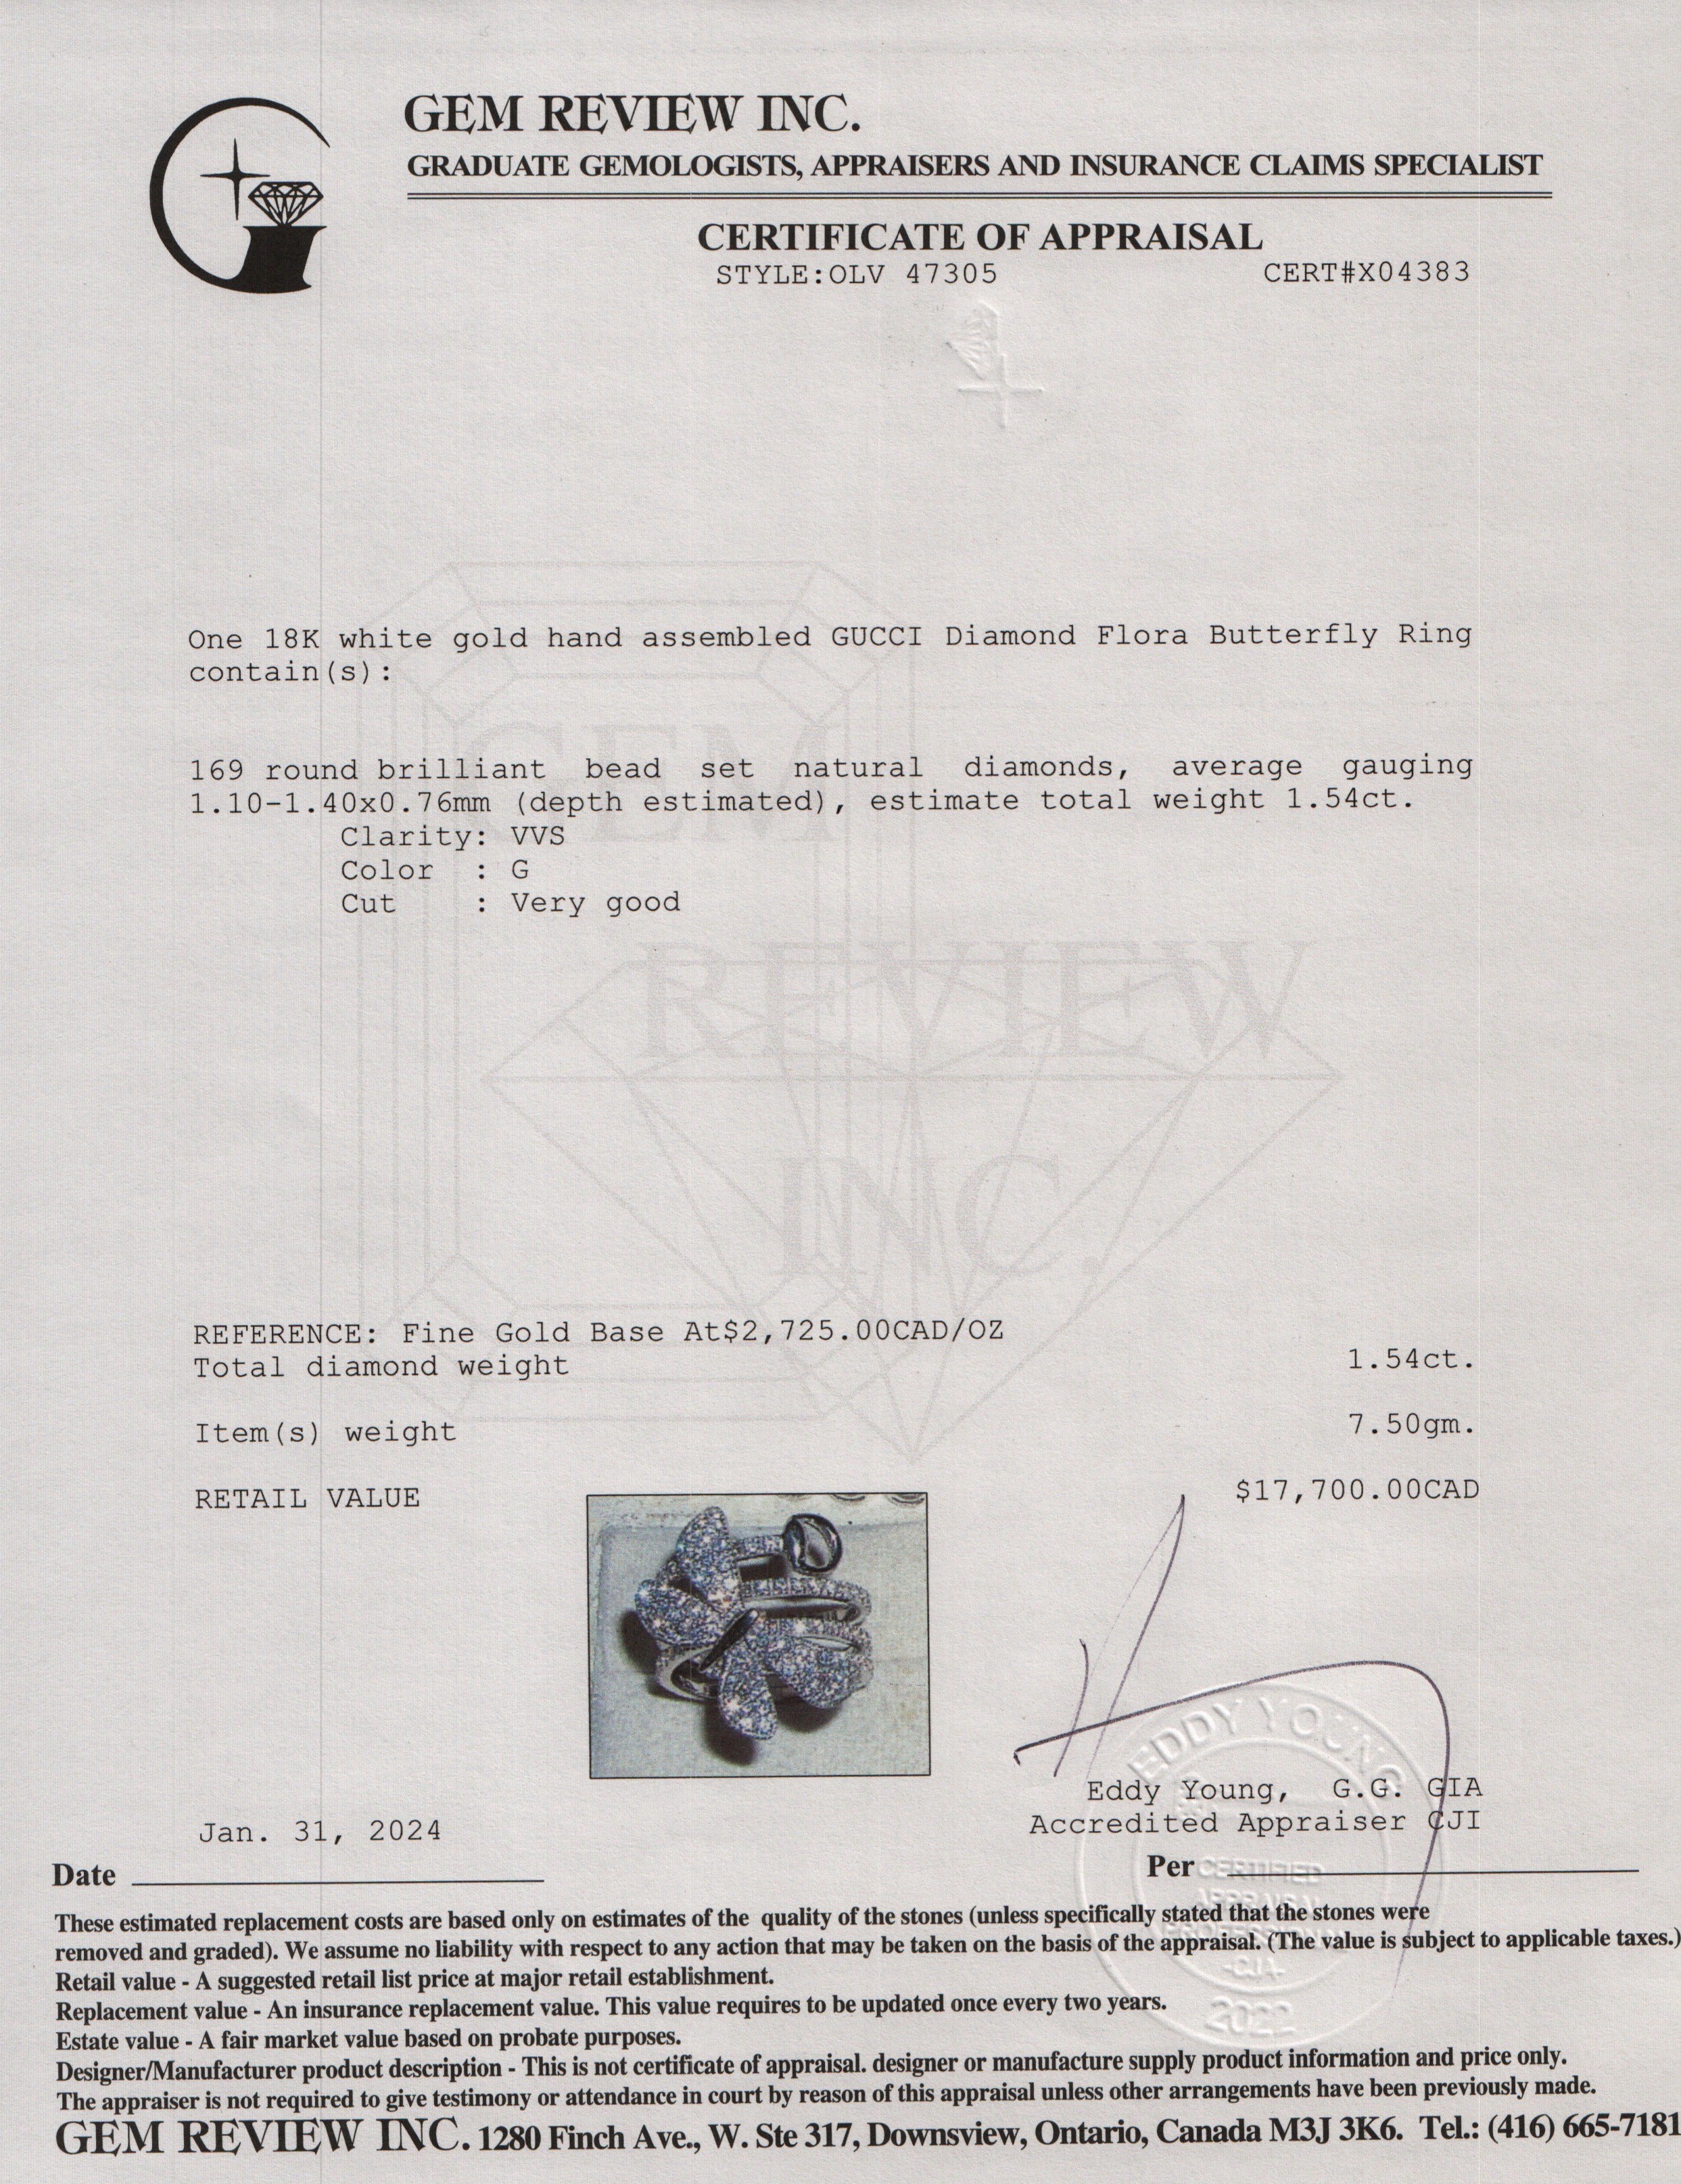 GEM REVIEW INC.
GRADUATE GEMOLOGISTS, APPRAISERS AND INSURANCE CLAIMS SPECIALIST
CERTIFICATE OF APPRAISAL
STYLE:OLV 47305 CERT#X04383
One 18K white gold hand assembled GUCCI Diamond Flora Butterfly Ring
contain(s):
GEM
169 round brilliant bead set natural diamonds, average gauging
1.10-1.40x0.76mm (depth estimated), estimate total weight 1.54ct.
Clarity: VVS
Color : G
Cut : Very good
REVIEW
INC.
REFERENCE: Fine Gold Base At$2,725.00CAD/OZ
Total diamond weight 1.54ct.
Item(s) weight 7.50gm.
RETAIL VALUE $17,700.00CAD
EDDY YOUNG
Eddy Young, G.G. GIA
Accredited Appraiser CJI
Jan. 31, 2024
Date
Per
CERTIFIED
APPRAISAL
2022
These estimated replacement costs are based only on estimates of the quality of the stones (unless specifically stated that the stones were
removed and graded). We assume no liability with respect to any action that may be taken on the basis of the appraisal. (The value is subject to applicable taxes.)
Retail value - A suggested retail list price at major retail establishment.
Replacement value - An insurance replacement value. This value requires to be updated once every two years.
Estate value - A fair market value based on probate purposes.
Designer/Manufacturer product description - This is not certificate of appraisal. designer or manufacture supply product information and price only.
The appraiser is not required to give testimony or attendance in court by reason of this appraisal unless other arrangements have been previously made.
GEM REVIEW INC. 1280 Finch Ave., W. Ste 317, Downsview, Ontario, Canada M3J 3K6. Tel.: (416) 665-7181